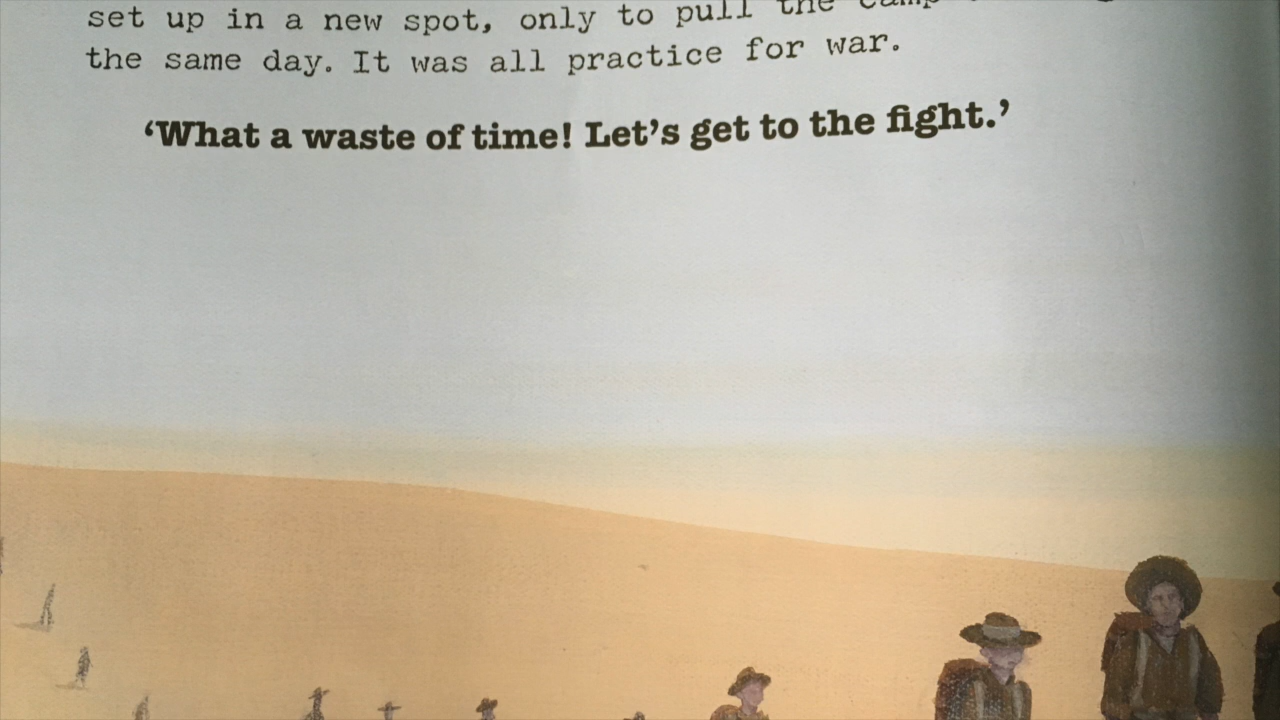 set up in a new spot, only to pull the
the same day. It was all practice for war.
‘What a waste of time! Let’s get to the fight.’